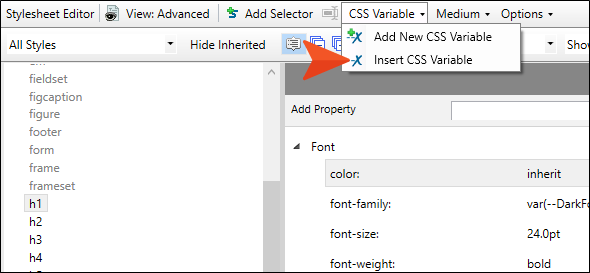 Stylesheet Editor View: Advanced Add Selector CSS Variable Medium Options
All Styles Hide Inherited Show
Add New CSS Variable
Insert CSS Variable
fieldset
figcaption
figure
footer
form
frame
frameset
h1
h2
h3
h4
Add Property
Font
color: inherit
font-family: var(--DarkFo
font-size: 24.0pt
font-weight: bold